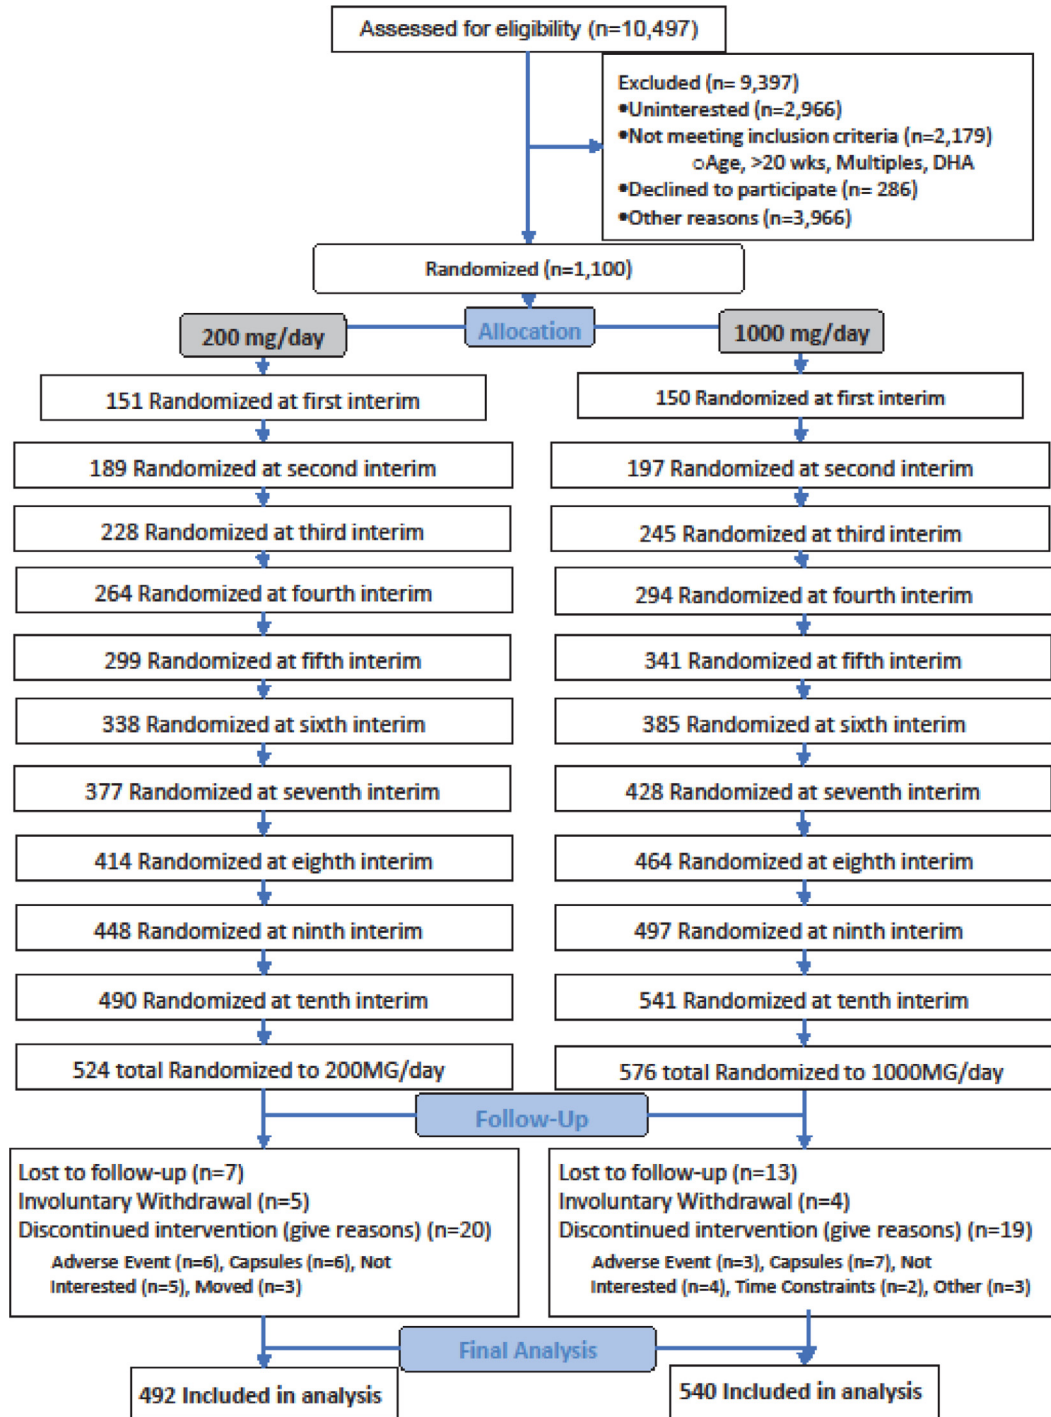 Assessed for eligibility (n=10,497)
Excluded (n= 9,397)
•Uninterested (n=2,966)
•Not meeting inclusion criteria (n=2,179)
oAge, >20 wks, Multiples, DHA
•Declined to participate (n= 286)
•Other reasons (n=3,966)
Randomized (n=1,100)
200 mg/day
Allocation
1000 mg/day
151 Randomized at first interim
150 Randomized at first interim
189 Randomized at second interim
197 Randomized at second interim
228 Randomized at third interim
245 Randomized at third interim
264 Randomized at fourth interim
294 Randomized at fourth interim
299 Randomized at fifth interim
341 Randomized at fifth interim
338 Randomized at sixth interim
385 Randomized at sixth interim
377 Randomized at seventh interim
428 Randomized at seventh interim
414 Randomized at eighth interim
464 Randomized at eighth interim
448 Randomized at ninth interim
497 Randomized at ninth interim
490 Randomized at tenth interim
541 Randomized at tenth interim
524 total Randomized to 200MG/day
576 total Randomized to 1000MG/day
Follow-Up
Lost to follow-up (n=7)
Involuntary Withdrawal (n=5)
Discontinued intervention (give reasons) (n=20)
Adverse Event (n=6), Capsules (n=6), Not
Interested (n=5), Moved (n=3)
Lost to follow-up (n=13)
Involuntary Withdrawal (n=4)
Discontinued intervention (give reasons) (n=19)
Adverse Event (n=3), Capsules (n=7), Not
Interested (n=4), Time Constraints (n=2), Other (n=3)
Final Analysis
492 Included in analysis
540 Included in analysis